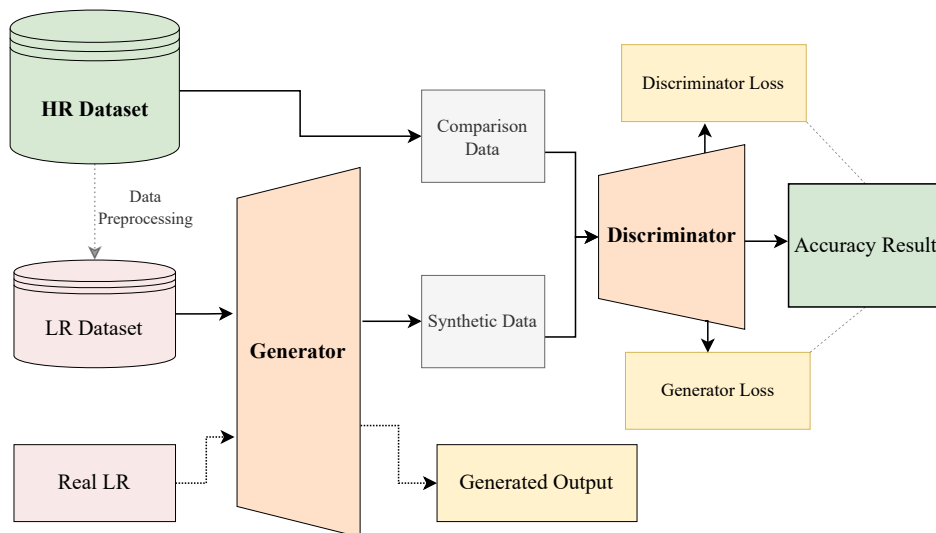 HR Dataset
Data
Preprocessing
LR Dataset
Real LR
Generator
Comparison
Data
Synthetic Data
Generated Output
Discriminator Loss
Discriminator
Generator Loss
Accuracy Result